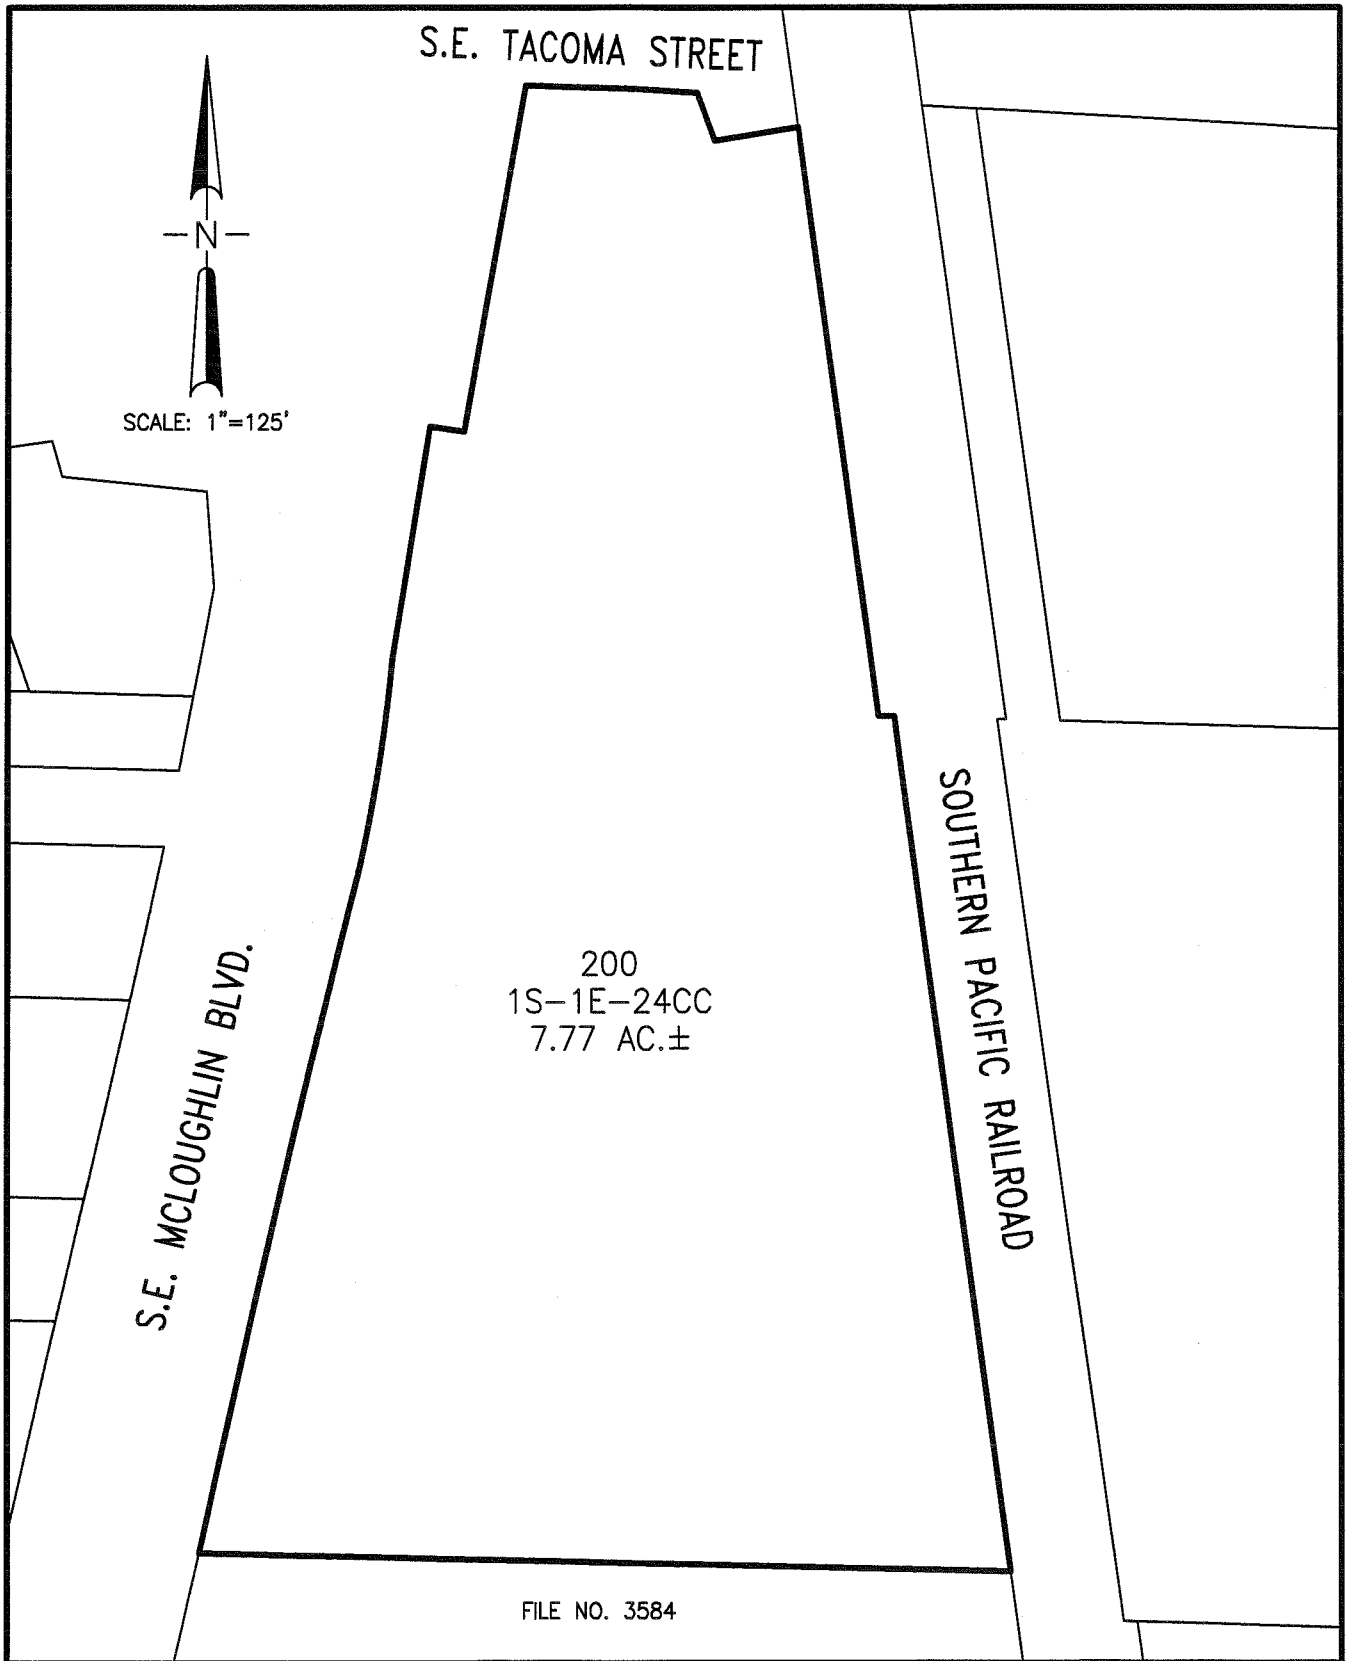 S.E. TACOMA STREET
-N-
SCALE: 1"=125'
200
1S-1E-24CC
7.77 AC.±
S.E. MCLOUGHLIN BLVD.
SOUTHERN PACIFIC RAILROAD
FILE NO. 3584